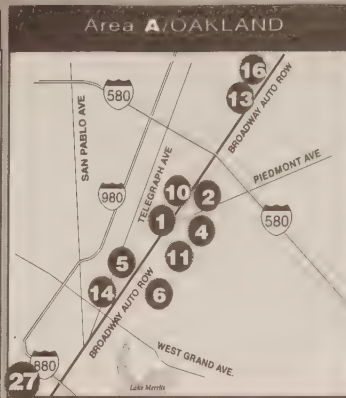 Area A/OAKLAND
16
580
13
SAN PABLO AVE
BROADWAY AUTO ROW
TELEGRAPH AVE
PIEDMONT AVE
980
10
2
580
1
4
5
11
14
6
BROADWAY AUTO ROW
WEST GRAND AVE.
880
27
Lake Merritt